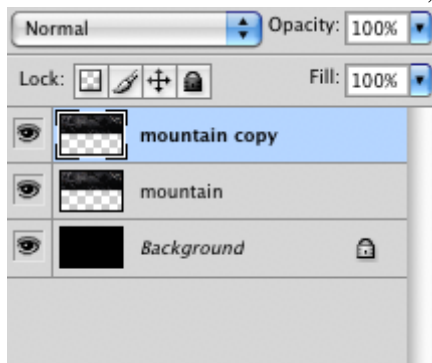 Normal Opacity: 100%
Lock: Fill: 100%
mountain copy
mountain
Background